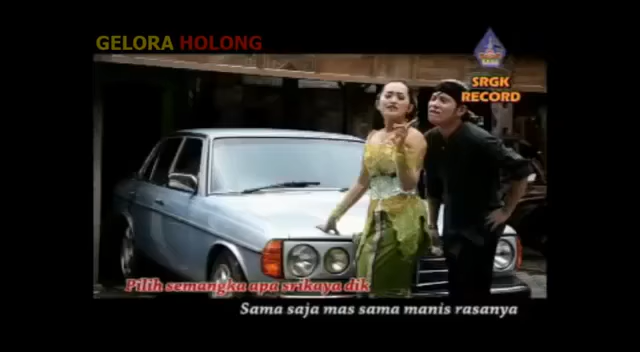 GELORA HOLONG
SRGK
RECORD
Pilih semangka apa srikaya dik
Sama saja mas sama manis rasanya